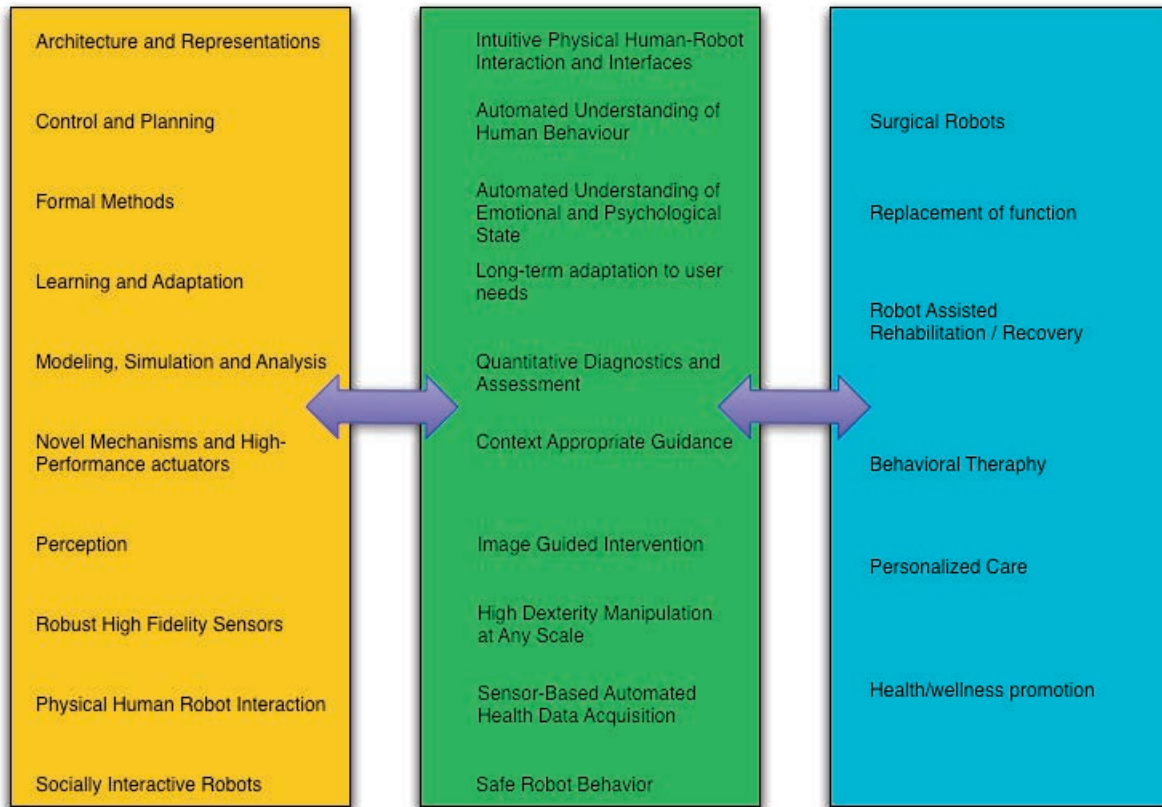 Architecture and Representations
Control and Planning
Formal Methods
Learning and Adaptation
Modeling, Simulation and Analysis
Novel Mechanisms and High-
Performance actuators
Perception
Robust High Fidelity Sensors
Physical Human Robot Interaction
Socially Interactive Robots
Intuitive Physical Human-Robot
Interaction and Interfaces
Automated Understanding of
Human Behaviour
Automated Understanding of
Emotional and Psychological
State
Long-term adaptation to user
needs
Quantitative Diagnostics and
Assessment
Context Appropriate Guidance
Image Guided Intervention
High Dexterity Manipulation
at Any Scale
Sensor-Based Automated
Health Data Acquisition
Safe Robot Behavior
Surgical Robots
Replacement of function
Robot Assisted
Rehabilitation / Recovery
Behavioral Theraphy
Personalized Care
Health/wellness promotion